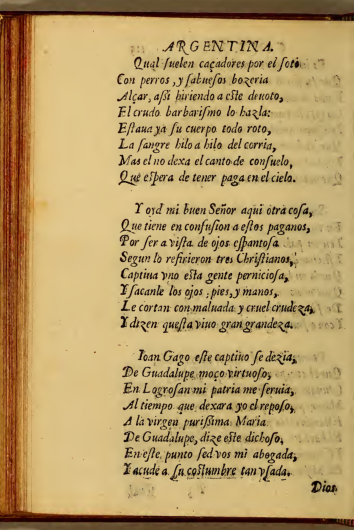 ARGENTINA.
Qual suelen caçadores por el soto
Con perros, y sabuesos bozeria
Alçar, assi hiriendo a este deuoto,
El crudo barbarismo lo hazia:
Estaua ya su cuerpo todo roto,
La sangre hilo a hilo del corria,
Mas el no dexa el canto de consuelo,
Que espera de tener paga en el cielo.
Y oyd mi buen Señor aqui otra cosa,
Que tiene en confusion a estos paganos,
Por ser a vista de ojos espantosa
Segun lo refirieron tres Christianos,
Captiua vno esta gente perniciosa,
Y sacanle los ojos, pies, y manos,
Le cortan con maluada y cruel crudeza,
Y dizen questa viuo gran grandeza.
Ioan Gago este captiuo se dezia,
De Guadalupe moço virtuoso,
En Logrosan mi patria me seruia,
Al tiempo que dexara yo el reposo,
A la virgen purissima Maria
De Guadalupe, dize este dichoso,
En este punto sed vos mi abogada,
Y acude a su costumbre tan vsada.
Dios